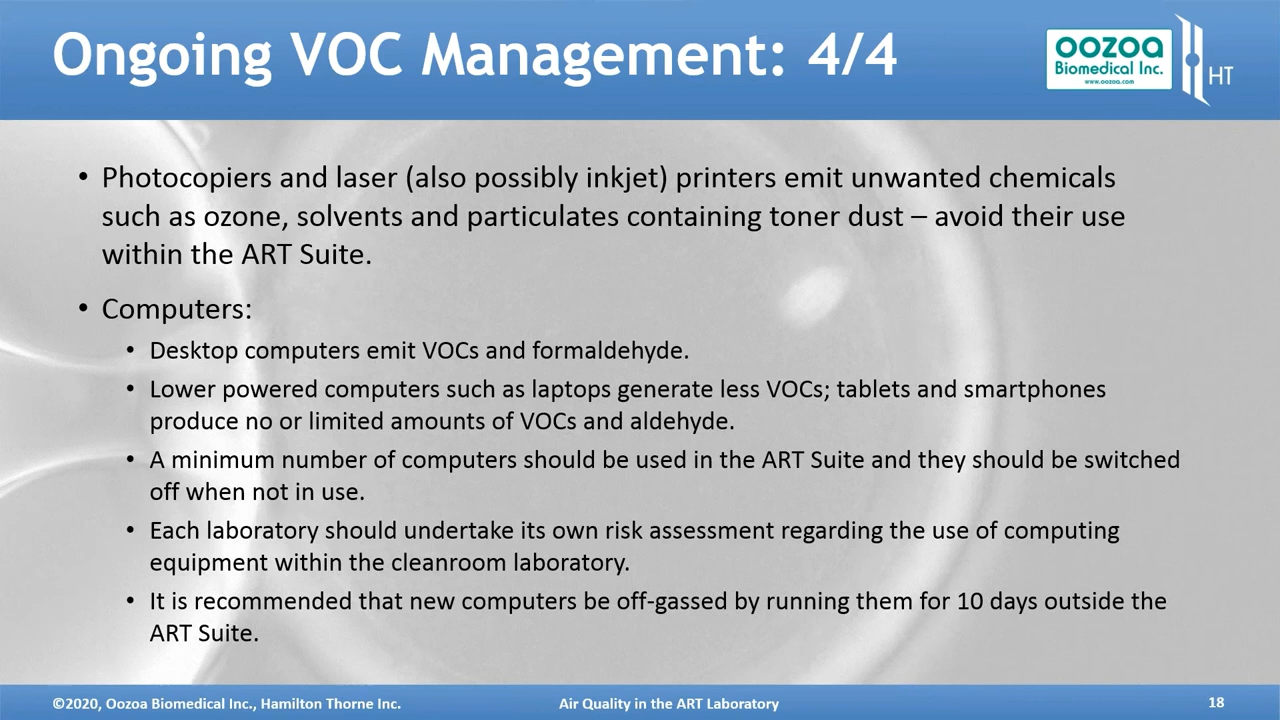 Ongoing VOC Management: 4/4
oozoa
Biomedical Inc.
www.oozoa.com
HT
• Photocopiers and laser (also possibly inkjet) printers emit unwanted chemicals
such as ozone, solvents and particulates containing toner dust – avoid their use
within the ART Suite.
• Computers:
• Desktop computers emit VOCs and formaldehyde.
• Lower powered computers such as laptops generate less VOCs; tablets and smartphones
produce no or limited amounts of VOCs and aldehyde.
• A minimum number of computers should be used in the ART Suite and they should be switched
off when not in use.
• Each laboratory should undertake its own risk assessment regarding the use of computing
equipment within the cleanroom laboratory.
• It is recommended that new computers be off-gassed by running them for 10 days outside the
ART Suite.
©2020, Oozoa Biomedical Inc., Hamilton Thorne Inc.
Air Quality in the ART Laboratory
18